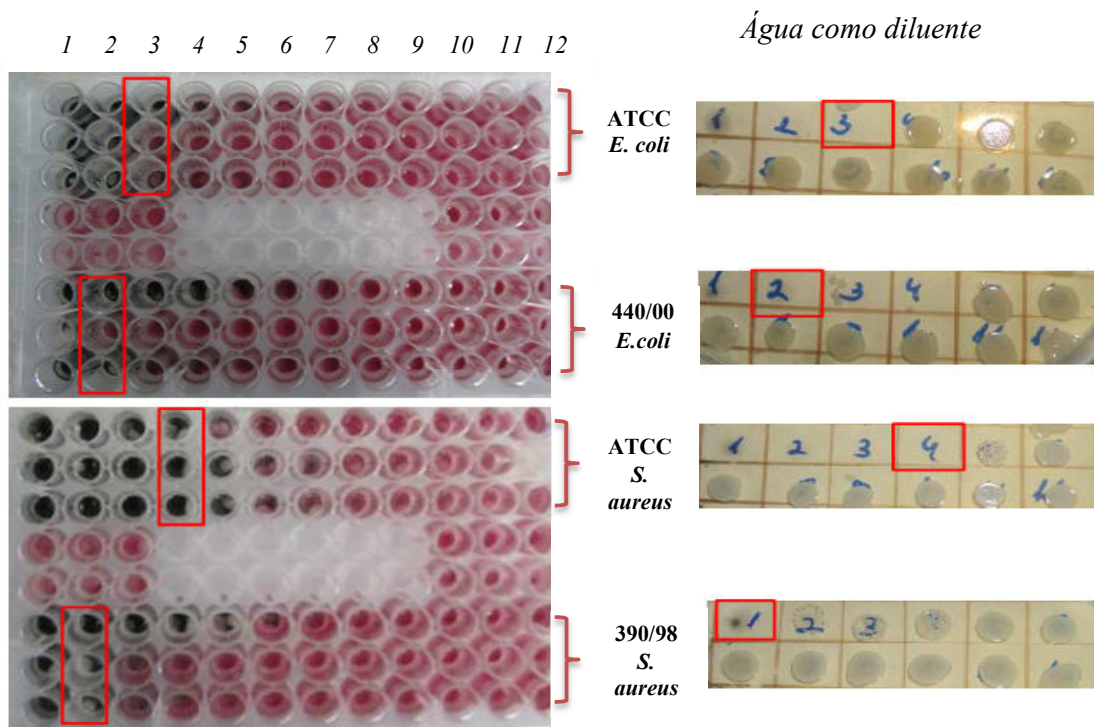 Água como diluente
1 2 3 4 5 6 7 8 9 10 11 12
ATCC
E. coli
1 2 3 4
440/00
E.coli
1 2 3 4
ATCC
S.
aureus
1 2 3 4
390/98
S.
aureus
1 2 3